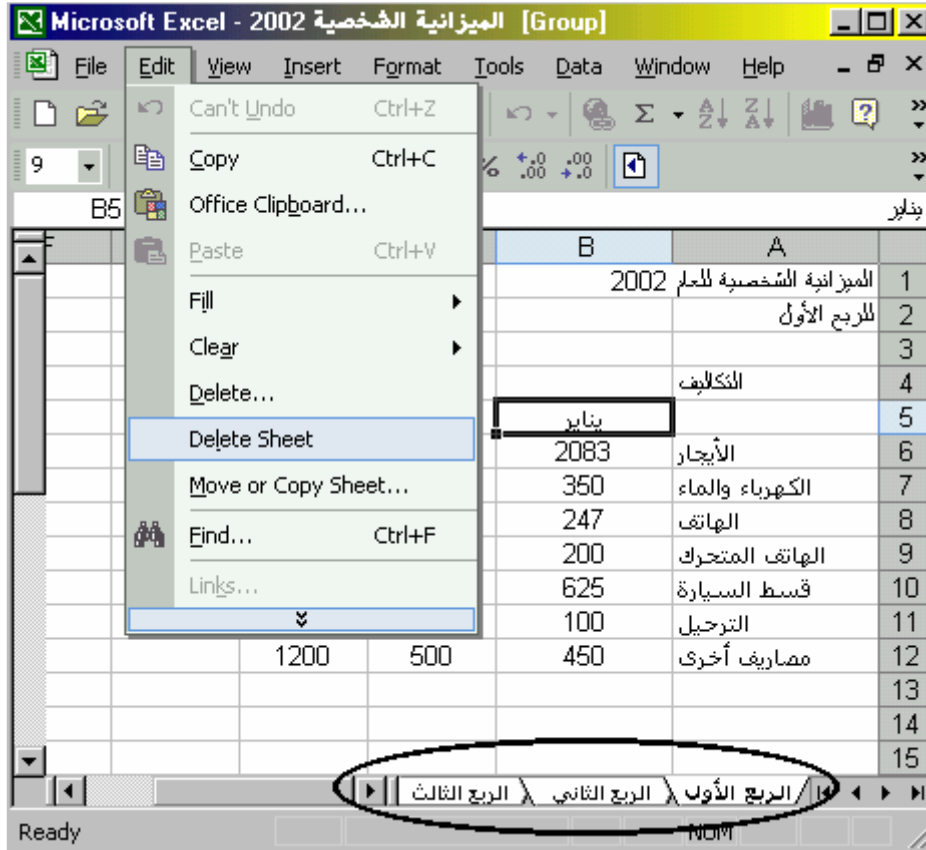 Microsoft Excel - الميزانية الشخصية 2002 [Group]
File Edit View Insert Format Tools Data Window Help
Can't Undo Ctrl+Z
Copy Ctrl+C
Office Clipboard...
Paste Ctrl+V
Fill
Clear
Delete...
Delete Sheet
Move or Copy Sheet...
Find... Ctrl+F
Links...
9
B5 يناير
F B A
1 الميزانية الشخصية للعام 2002
2 للربع الأول
3
4 التكاليف
5 يناير
6 الأيجار 2083
7 الكهرباء والماء 350
8 الهاتف 247
9 الهاتف المتحرك 200
10 قسط السيارة 625
11 الترحيل 100
12 مصاريف أخرى 450 500 1200
13
14
15
الربع الأول الربع الثاني الربع الثالث
Ready NUM